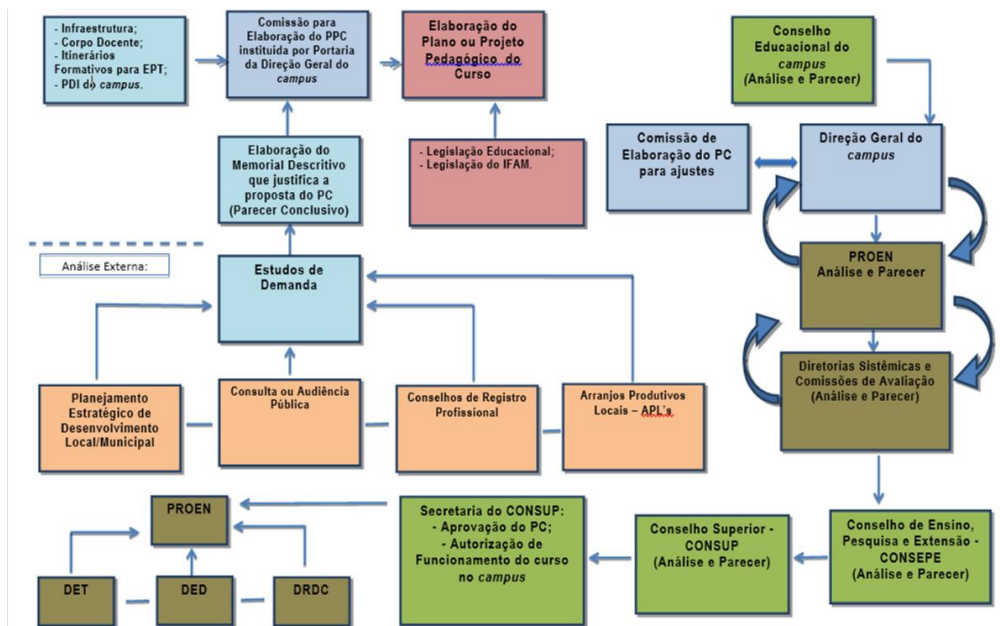 - Infraestrutura;
- Corpo Docente;
- Itinerários
Formativos para EPT;
- PDI do campus.
Comissão para
Elaboração do PPC
instituída por Portaria
da Direção Geral do
campus
Elaboração do
Plano ou Projeto
Pedagógico do
Curso
Conselho
Educacional do
campus
(Análise e Parecer)
Elaboração do
Memorial Descritivo
que justifica a
proposta do PC
(Parecer Conclusivo)
- Legislação Educacional;
- Legislação do IFAM.
Comissão de
Elaboração do PC
para ajustes
Direção Geral do
campus
Análise Externa:
Estudos de
Demanda
PROEN
Análise e Parecer
Diretorias Sistêmicas e
Comissões de Avaliação
(Análise e Parecer)
Planejamento
Estratégico de
Desenvolvimento
Local/Municipal
Consulta ou Audiência
Pública
Conselhos de Registro
Profissional
Arranjos Produtivos
Locais – APL's
PROEN
DET
DED
DRDC
Secretaria do CONSUP:
- Aprovação do PC;
- Autorização de
Funcionamento do curso
no campus
Conselho Superior -
CONSUP
(Análise e Parecer)
Conselho de Ensino,
Pesquisa e Extensão -
CONSEPE
(Análise e Parecer)